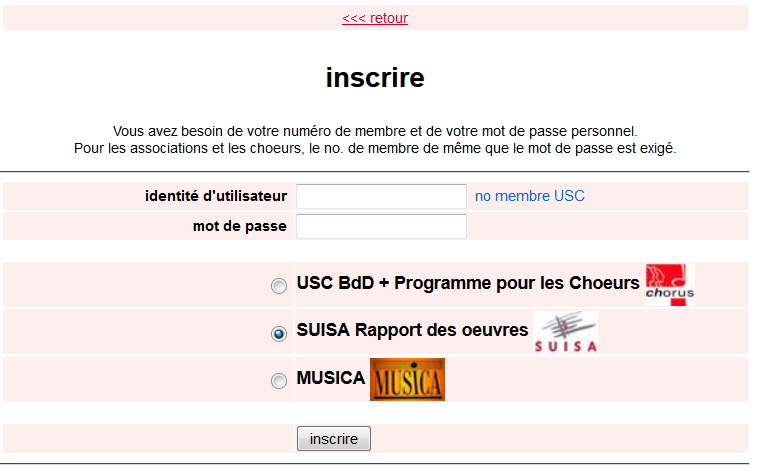 <<< retour
inscrire
Vous avez besoin de votre numéro de membre et de votre mot de passe personnel.
Pour les associations et les choeurs, le no. de membre de même que le mot de passe est exigé.
identité d'utilisateur no membre USC
mot de passe
USC BdD + Programme pour les Choeurs chorus
SUISA Rapport des oeuvres SUISA
MUSICA MUSICA
inscrire